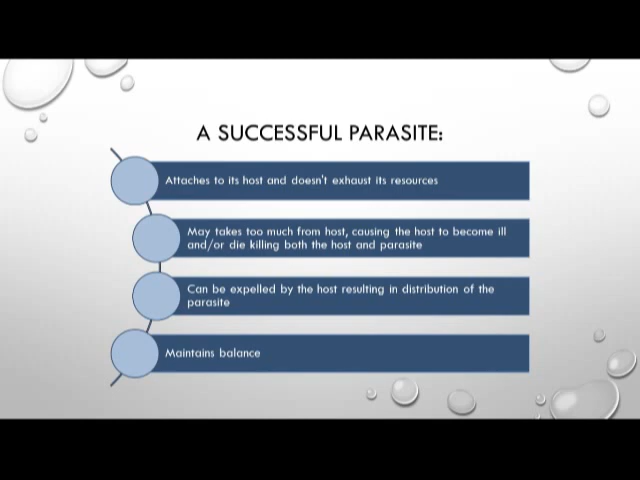 A SUCCESSFUL PARASITE:
Attaches to its host and doesn't exhaust its resources
May takes too much from host, causing the host to become ill
and/or die killing both the host and parasite
Can be expelled by the host resulting in distribution of the
parasite
Maintains balance